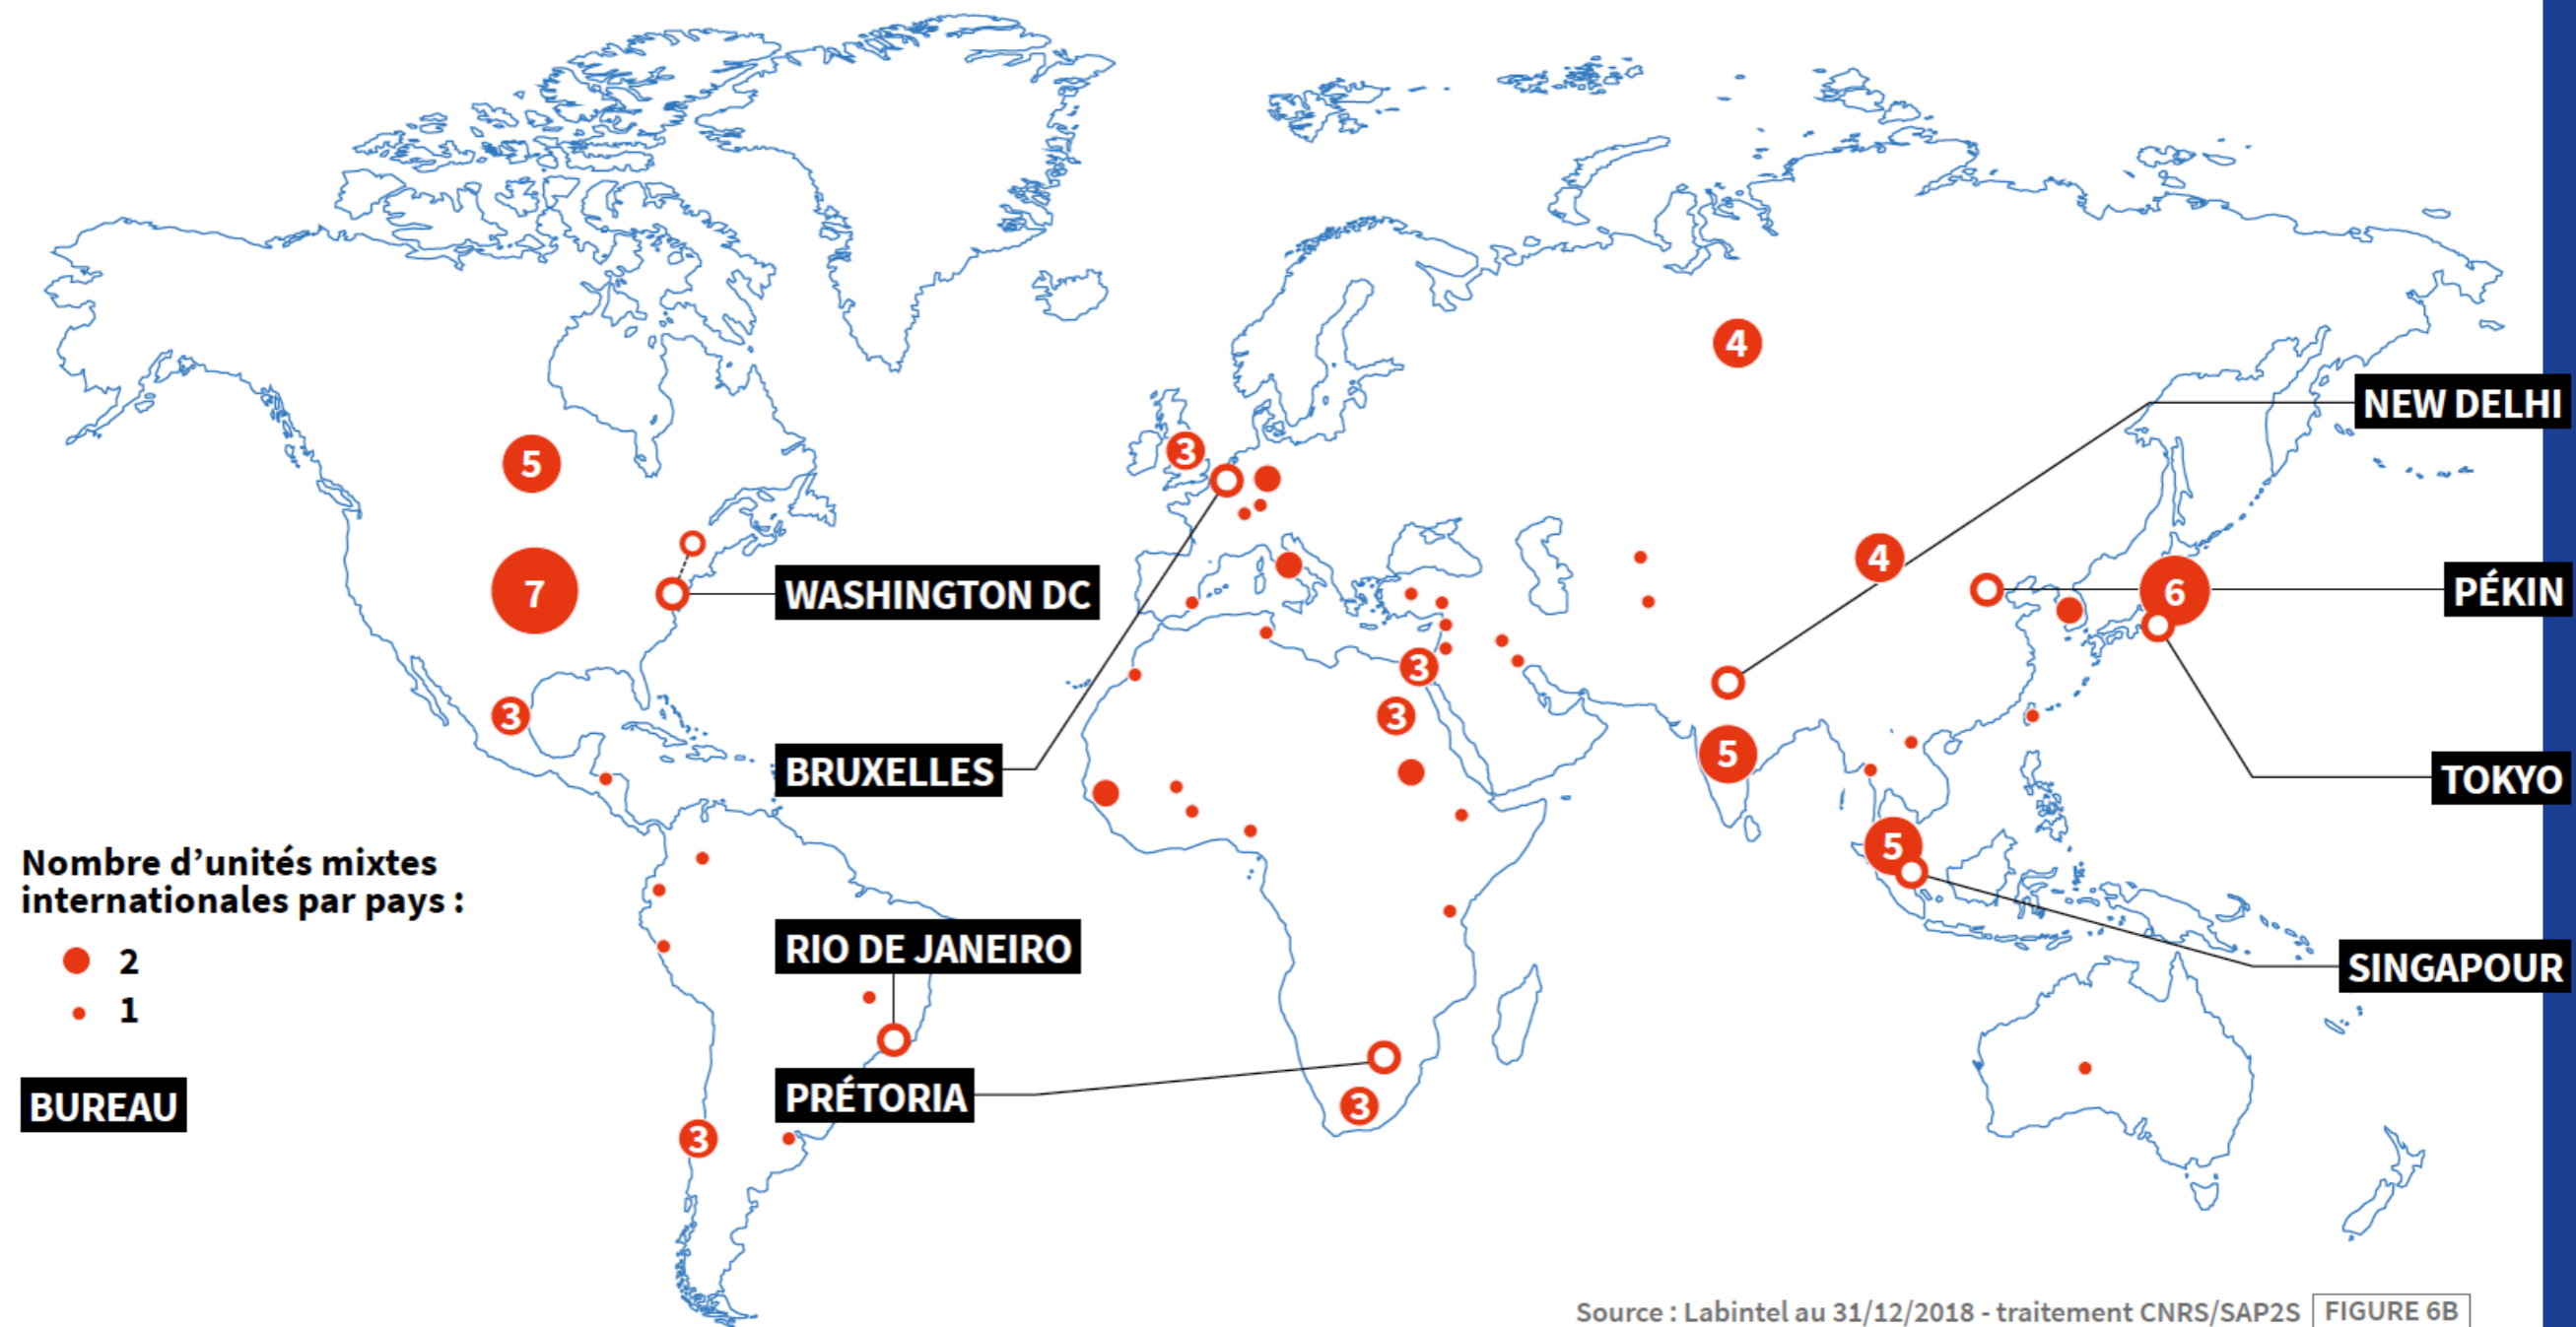 4
NEW DELHI
3
5
4
7
WASHINGTON DC
6
PÉKIN
3
3
3
5
BRUXELLES
TOKYO
5
Nombre d'unités mixtes
internationales par pays :
2
1
RIO DE JANEIRO
SINGAPOUR
PRÉTORIA
3
BUREAU
3
Source : Labintel au 31/12/2018 - traitement CNRS/SAP2S
FIGURE 6B